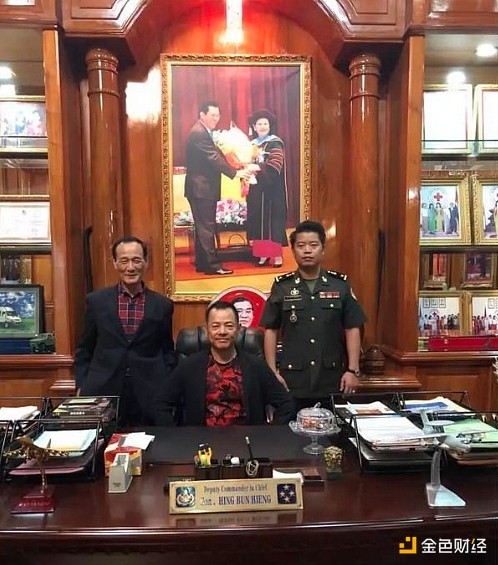 Deputy Commander in Chief
Gen. HING BUN HIENG
金色财经